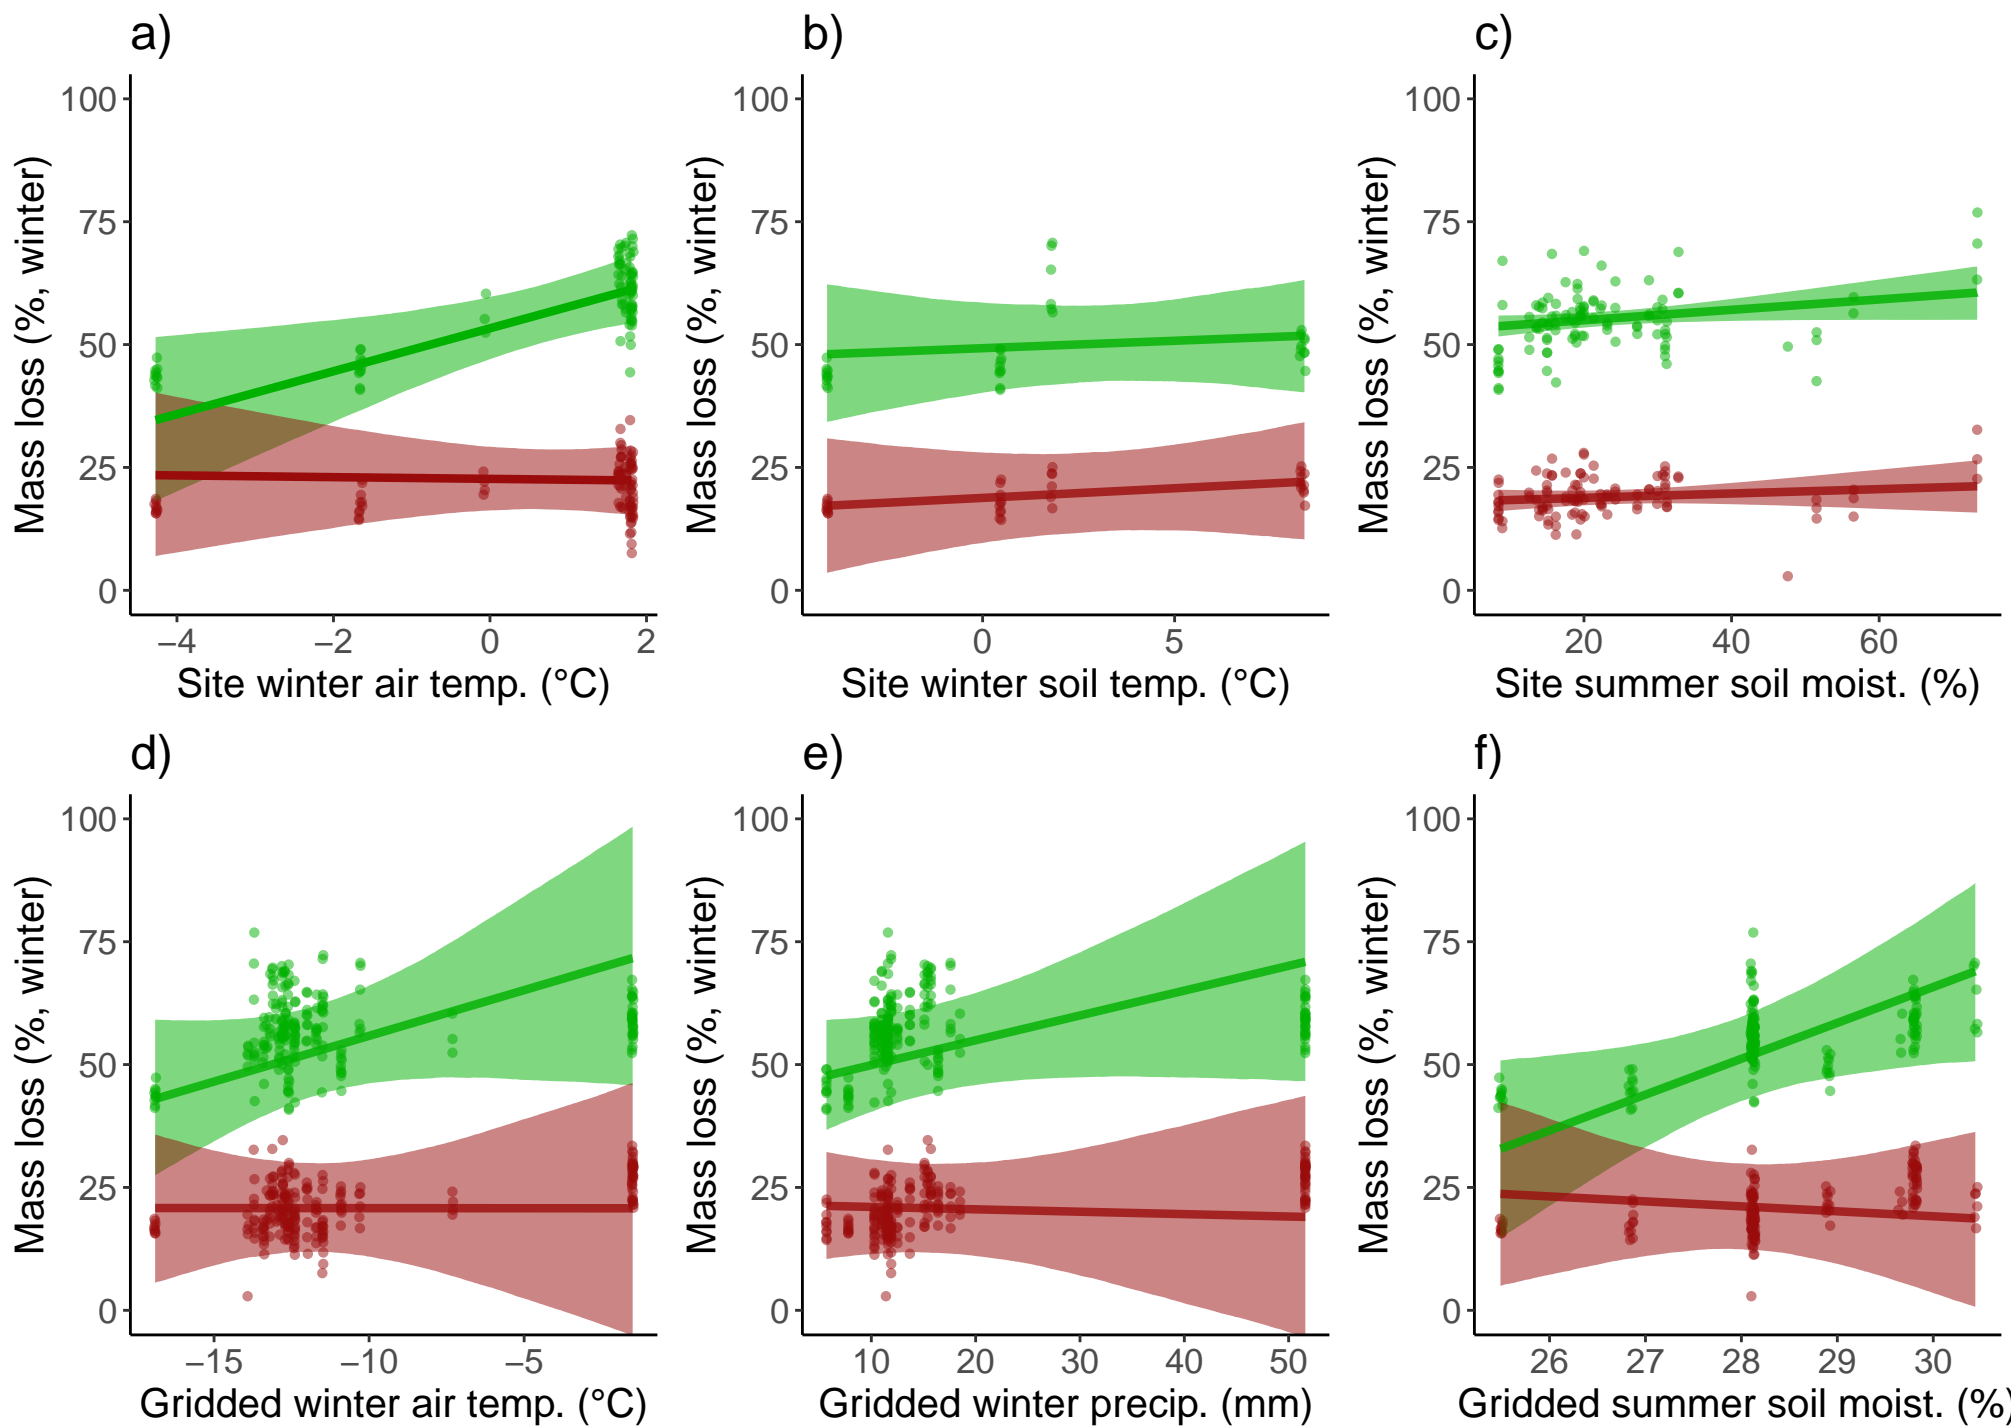 a)
Mass loss (%, winter)
100
75
50
25
0
−4 −2 0 2
Site winter air temp. (°C)
b)
Mass loss (%, winter)
100
75
50
25
0
0 5
Site winter soil temp. (°C)
c)
Mass loss (%, winter)
100
75
50
25
0
20 40 60
Site summer soil moist. (%)
d)
Mass loss (%, winter)
100
75
50
25
0
−15 −10 −5
Gridded winter air temp. (°C)
e)
Mass loss (%, winter)
100
75
50
25
0
10 20 30 40 50
Gridded winter precip. (mm)
f)
Mass loss (%, winter)
100
75
50
25
0
26 27 28 29 30
Gridded summer soil moist. (%)